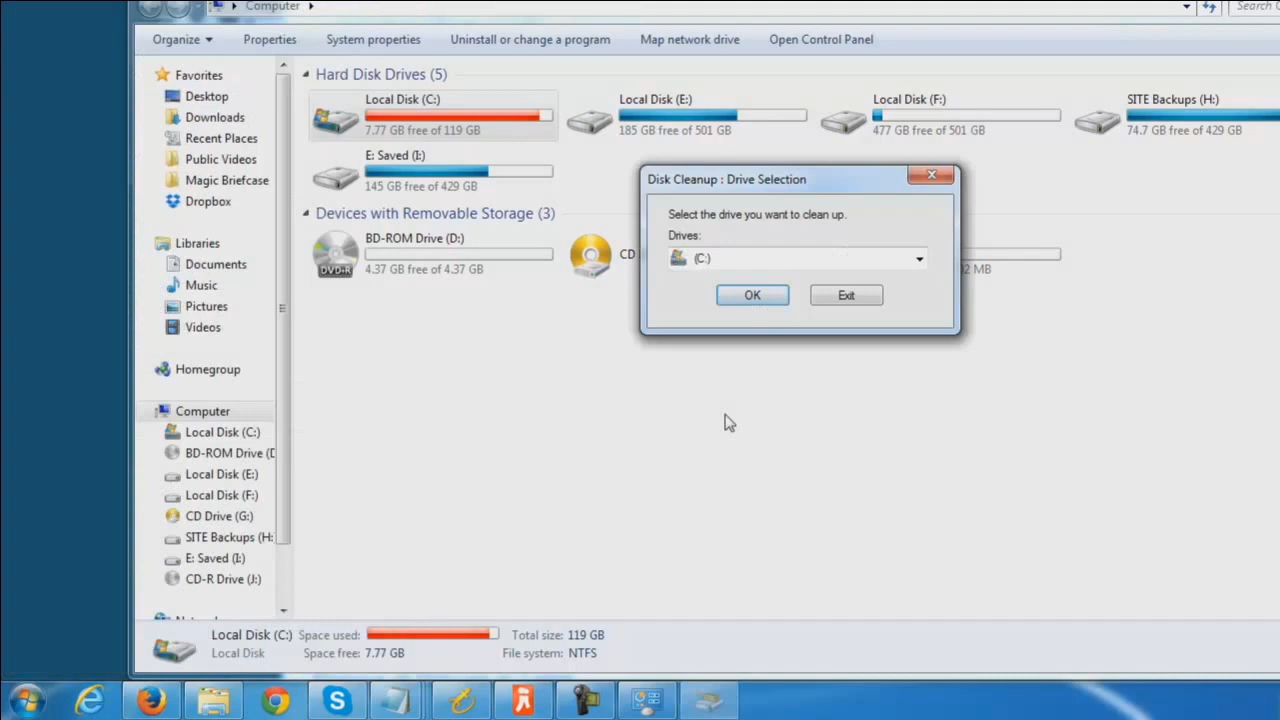 Computer
Search
Organize
Properties
System properties
Uninstall or change a program
Map network drive
Open Control Panel
Favorites
Desktop
Downloads
Recent Places
Public Videos
Magic Briefcase
Dropbox
Libraries
Documents
Music
Pictures
Videos
Homegroup
Computer
Local Disk (C:)
BD-ROM Drive (D
Local Disk (E:)
Local Disk (F:)
CD Drive (G:)
SITE Backups (H:
E: Saved (I:)
CD-R Drive (J:)
Hard Disk Drives (5)
Local Disk (C:)
7.77 GB free of 119 GB
Local Disk (E:)
185 GB free of 501 GB
Local Disk (F:)
477 GB free of 501 GB
SITE Backups (H:)
74.7 GB free of 429 GB
E: Saved (I:)
145 GB free of 429 GB
Devices with Removable Storage (3)
BD-ROM Drive (D:)
4.37 GB free of 4.37 GB
DVD+R
CD
MB
Disk Cleanup : Drive Selection
Select the drive you want to clean up.
Drives:
(C:)
OK
Exit
Local Disk (C:) Space used: Total size: 119 GB
Local Disk Space free: 7.77 GB File system: NTFS